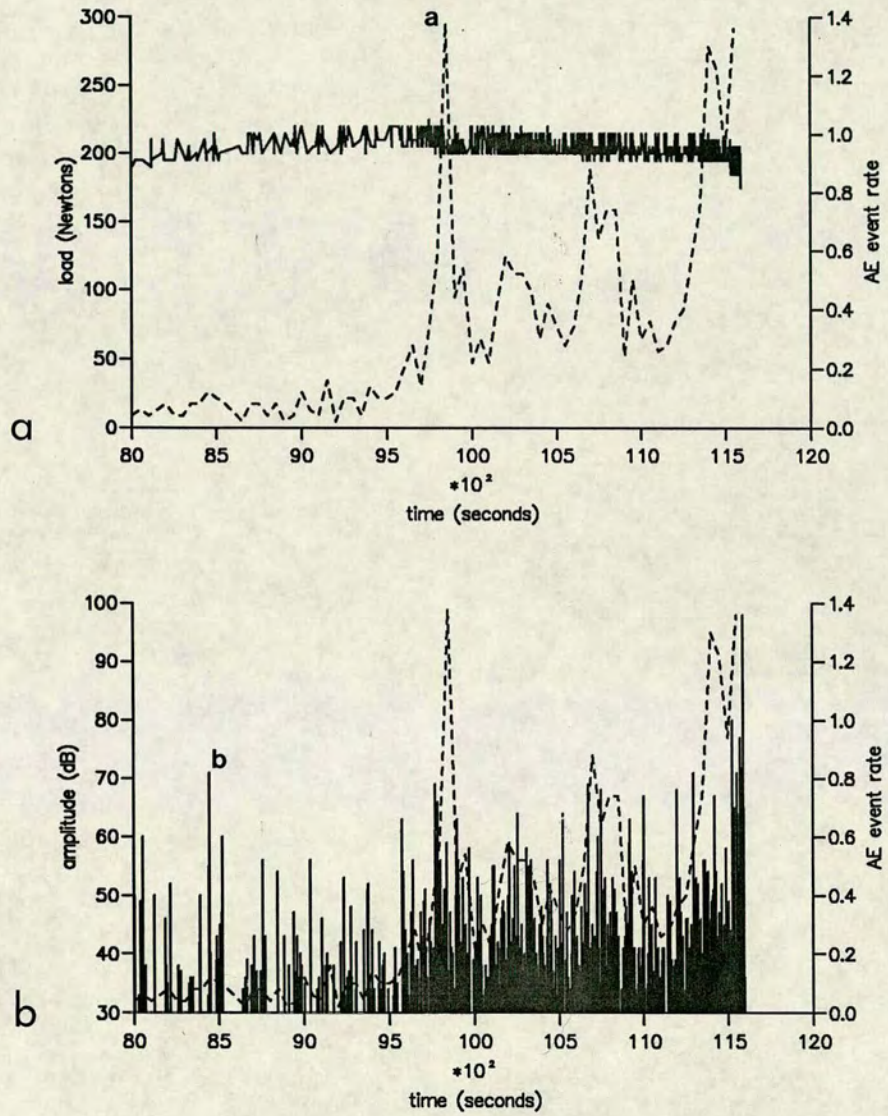 a
300
250
200
150
100
50
0
load (Newtons)
1.4
1.2
1.0
0.8
0.6
0.4
0.2
0.0
AE event rate
a
80 85 90 95 100 105 110 115 120
*10²
time (seconds)
100
90
80
70
60
50
40
30
amplitude (dB)
b
1.4
1.2
1.0
0.8
0.6
0.4
0.2
0.0
AE event rate
b
80 85 90 95 100 105 110 115 120
*10²
time (seconds)